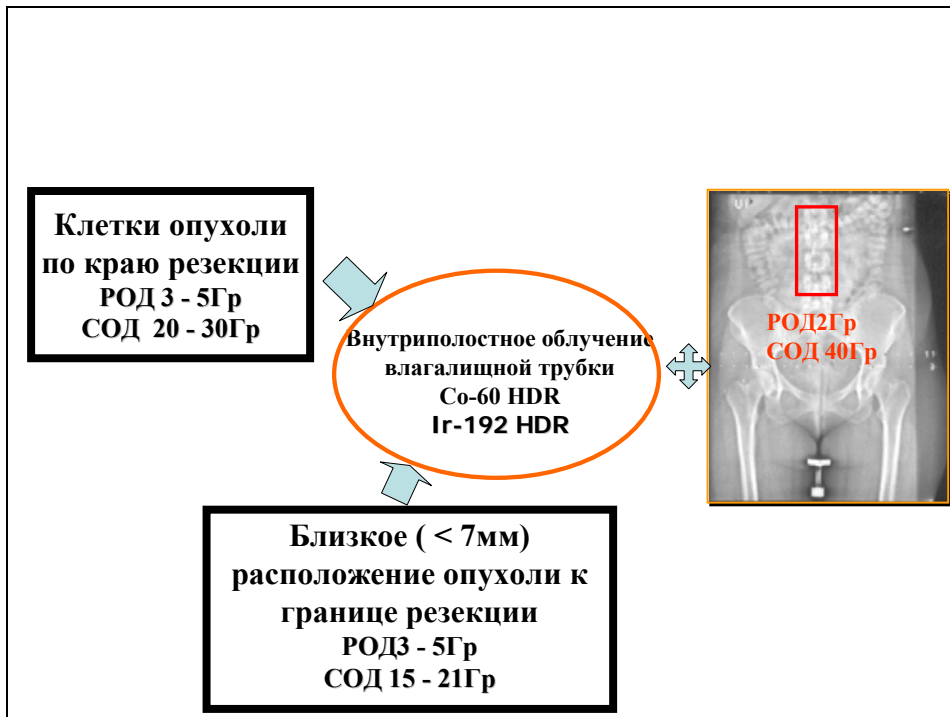 Клетки опухоли
по краю резекции
РОД 3 - 5Гр
СОД 20 - 30Гр
Внутриполостное облучение
влагалищной трубки
Co-60 HDR
Ir-192 HDR
РОД2Гр
СОД 40Гр
Близкое ( < 7мм)
расположение опухоли к
границе резекции
РОД3 - 5Гр
СОД 15 - 21Гр